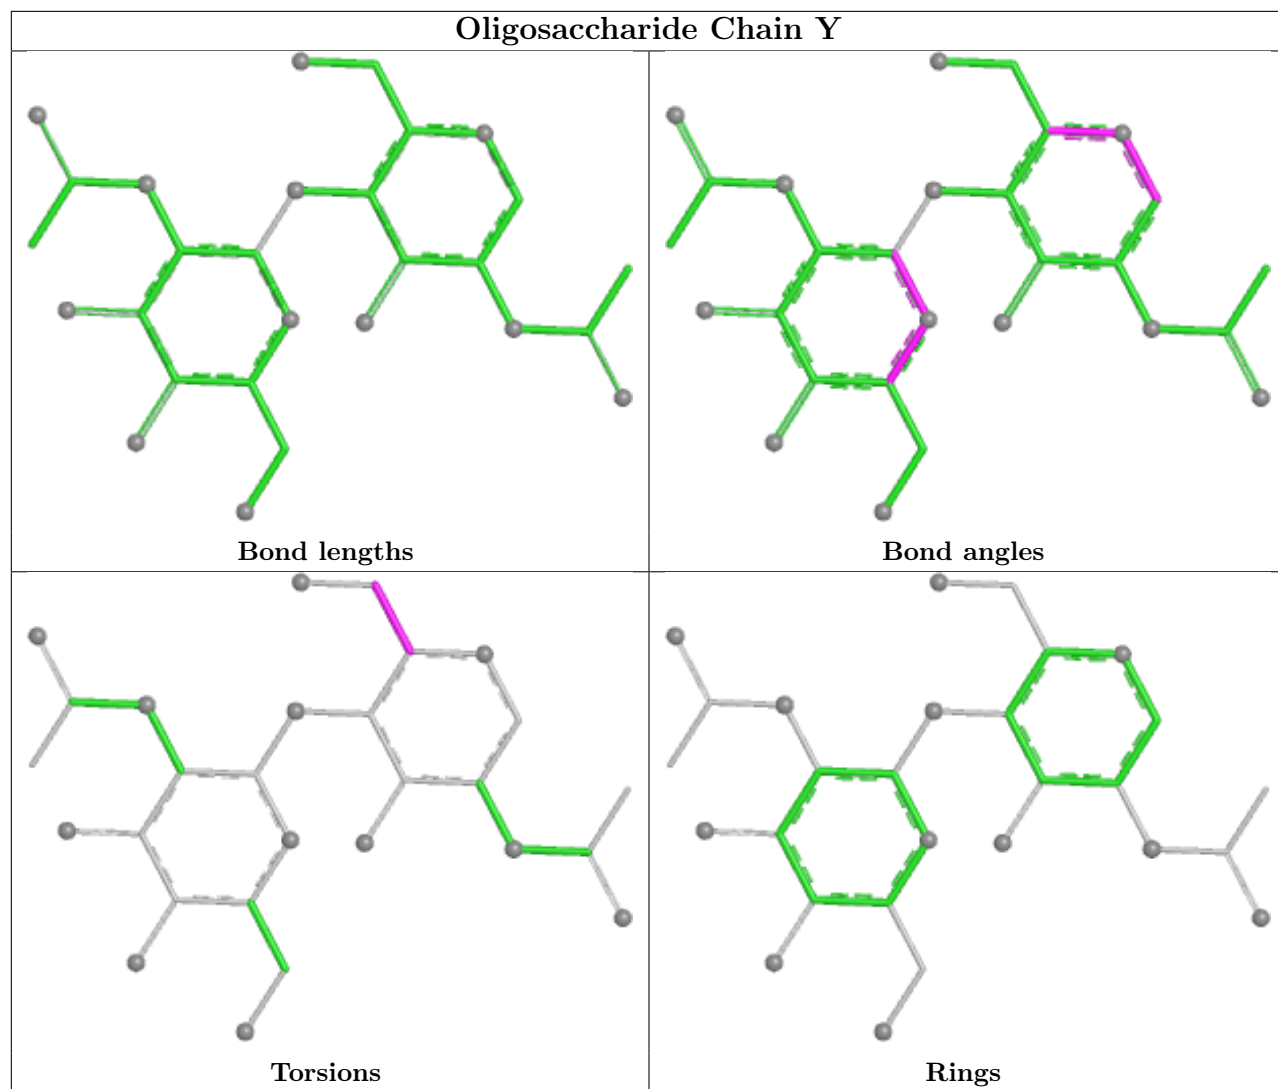 Oligosaccharide Chain Y
Bond lengths
Bond angles
Torsions
Rings